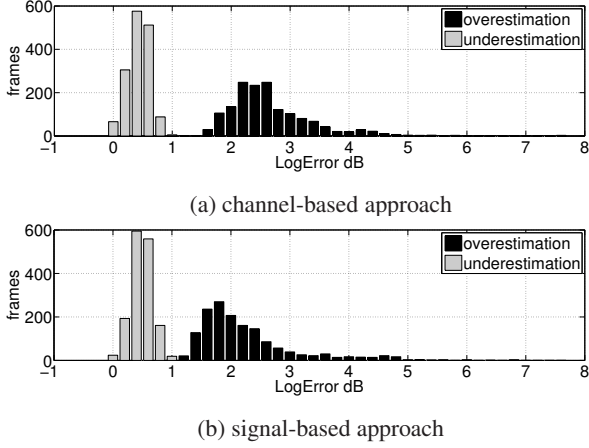 600
400
200
0
frames
overestimation
underestimation
−1 0 1 2 3 4 5 6 7 8
LogError dB
(a) channel-based approach
600
400
200
0
frames
overestimation
underestimation
−1 0 1 2 3 4 5 6 7 8
LogError dB
(b) signal-based approach